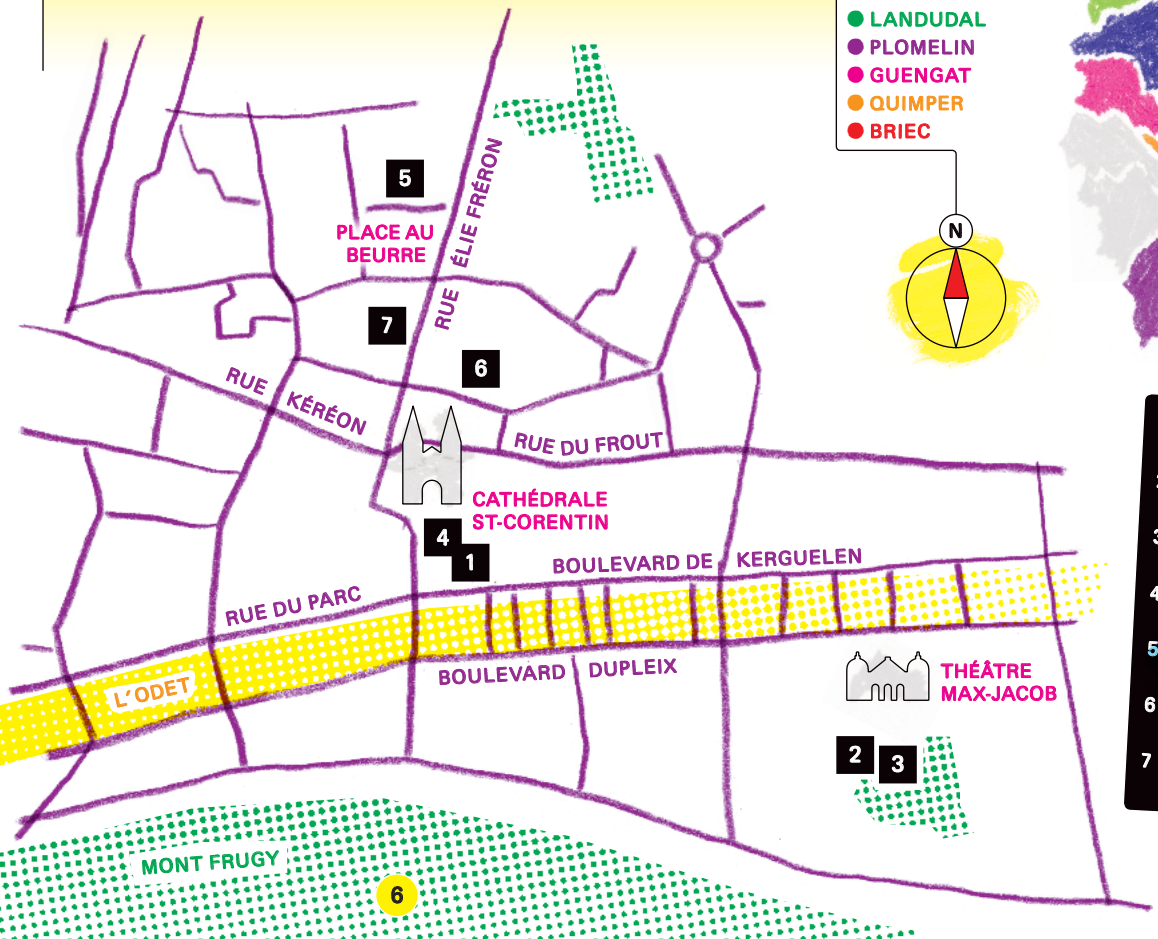 LANDUDAL
PLOMELIN
GUENGAT
QUIMPER
BRIEC
N
5
PLACE AU
BEURRE
RUE ÉLIE FRÉRON
7
6
RUE KÉRÉON
RUE DU FROUT
CATHÉDRALE
ST-CORENTIN
4
1
BOULEVARD DE KERGUELEN
RUE DU PARC
L'ODET
BOULEVARD DUPLEIX
THÉÂTRE
MAX-JACOB
2
3
MONT FRUGY
6
3
4
5
6
7